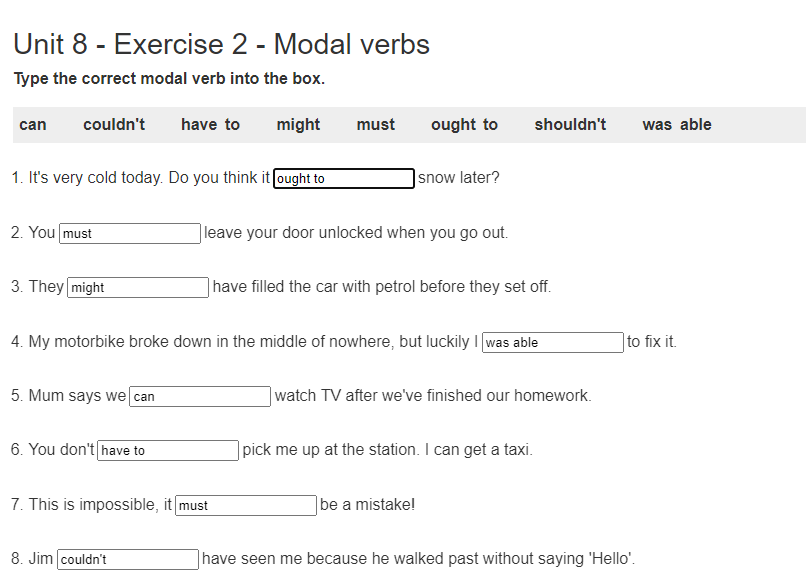 Unit 8 - Exercise 2 - Modal verbs
Type the correct modal verb into the box.
can couldn't have to might must ought to shouldn't was able
1. It's very cold today. Do you think it ought to snow later?
2. You must leave your door unlocked when you go out.
3. They might have filled the car with petrol before they set off.
4. My motorbike broke down in the middle of nowhere, but luckily I was able to fix it.
5. Mum says we can watch TV after we've finished our homework.
6. You don't have to pick me up at the station. I can get a taxi.
7. This is impossible, it must be a mistake!
8. Jim couldn't have seen me because he walked past without saying 'Hello'.